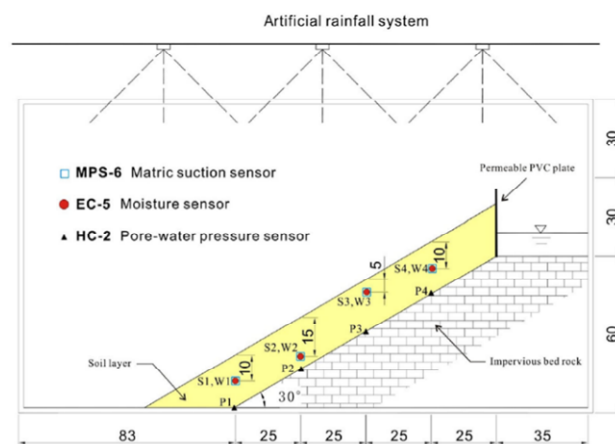 Artificial rainfall system
MPS-6 Matric suction sensor
EC-5 Moisture sensor
HC-2 Pore-water pressure sensor
Permeable PVC plate
30
30
60
5
10
S4,W4
S3,W3
P4
15
S2,W2
P3
10
S1,W1
P2
Impervious bed rock
Soil layer
30°
P1
83
25
25
25
25
35